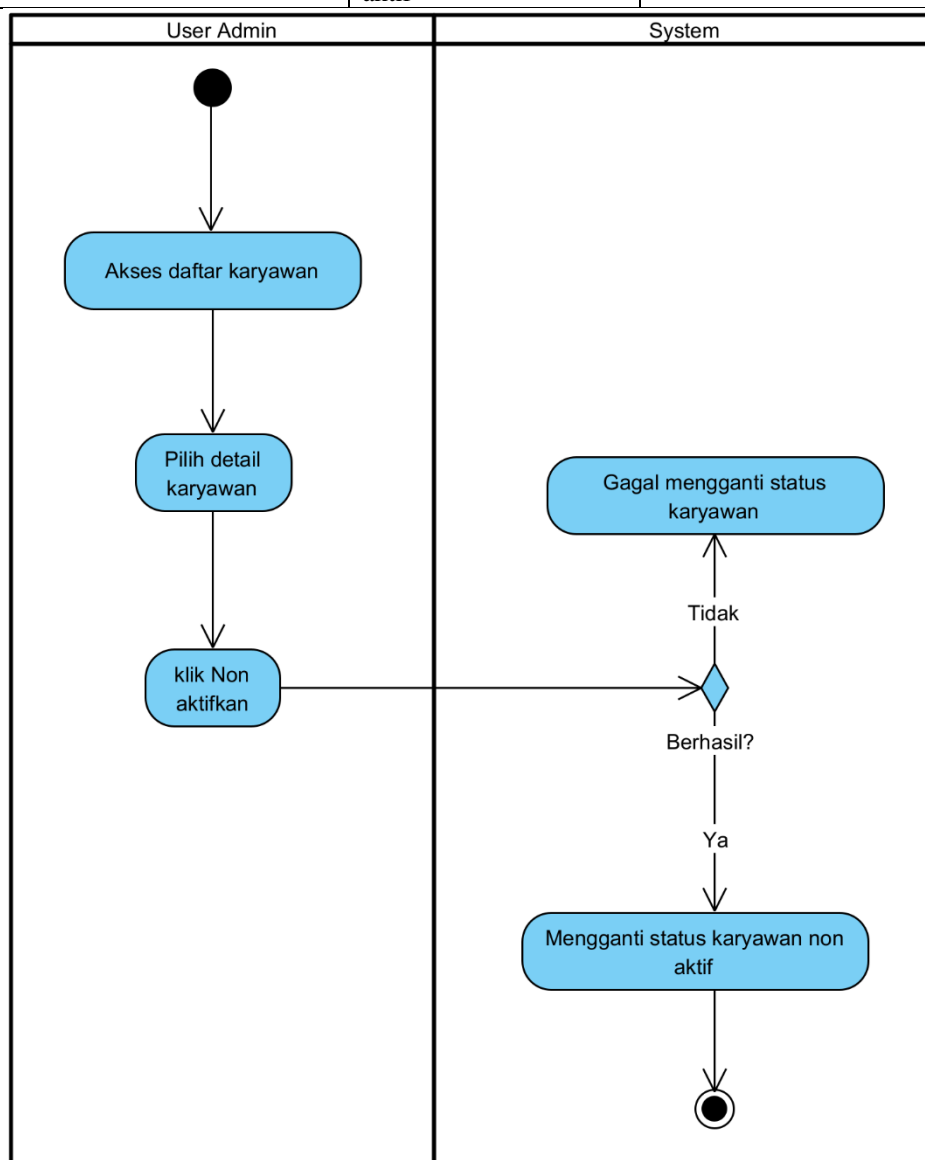 User Admin
System
Akses daftar karyawan
Pilih detail
karyawan
klik Non
aktifkan
Gagal mengganti status
karyawan
Tidak
Berhasil?
Ya
Mengganti status karyawan non
aktif